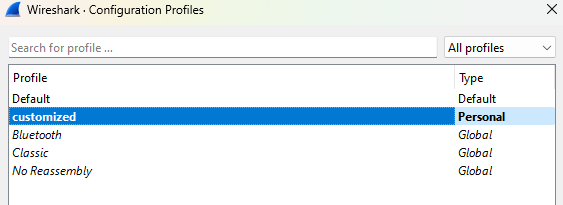 Wireshark · Configuration Profiles
Search for profile ... All profiles
Profile Type
Default Default
customized Personal
Bluetooth Global
Classic Global
No Reassembly Global